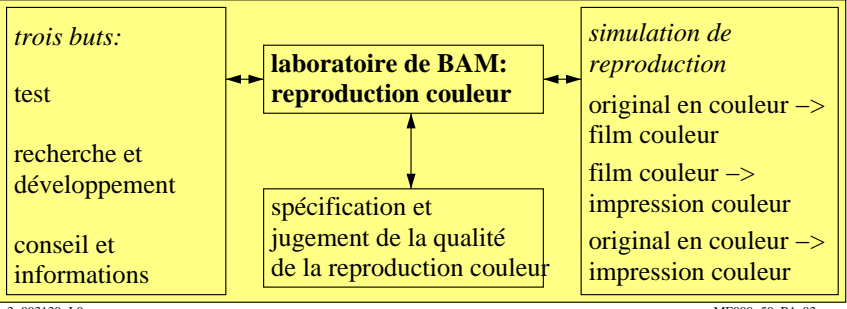 trois buts:
test
recherche et
développement
conseil et
informations
laboratoire de BAM:
reproduction couleur
spécification et
jugement de la qualité
de la reproduction couleur
simulation de
reproduction
original en couleur −>
film couleur
film couleur −>
impression couleur
original en couleur −>
impression couleur